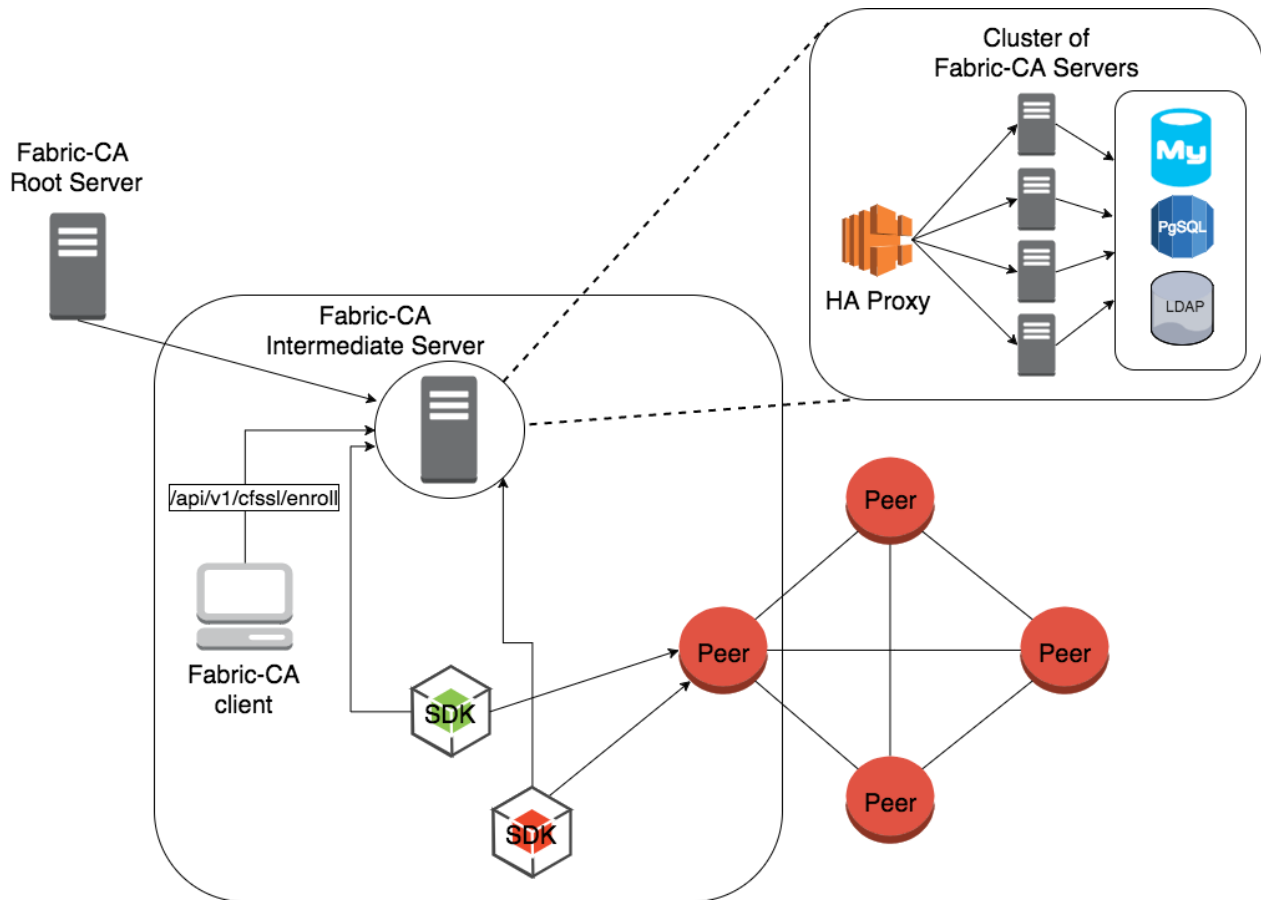 Cluster of
Fabric-CA Servers
My
PgSQL
LDAP
HA Proxy
Fabric-CA
Root Server
Fabric-CA
Intermediate Server
/api/v1/cfssl/enroll
Fabric-CA
client
SDK
SDK
Peer
Peer
Peer
Peer